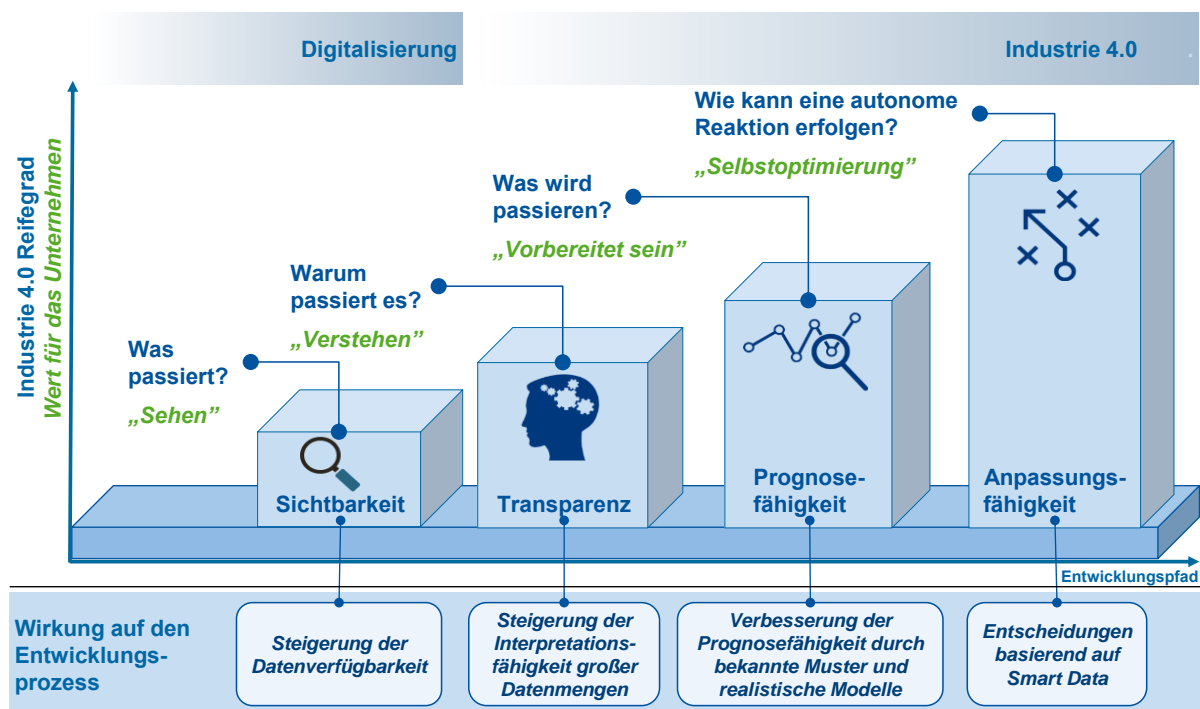 Digitalisierung
Industrie 4.0
Industrie 4.0 Reifegrad
Wert für das Unternehmen
Was
passiert?
„Sehen”
Warum
passiert es?
„Verstehen”
Was wird
passieren?
„Vorbereitet sein”
Wie kann eine autonome
Reaktion erfolgen?
„Selbstoptimierung”
Sichtbarkeit
Transparenz
Prognose-
fähigkeit
Anpassungs-
fähigkeit
Entwicklungspfad
Wirkung auf den
Entwicklungs-
prozess
Steigerung der
Datenverfügbarkeit
Steigerung der
Interpretations-
fähigkeit großer
Datenmengen
Verbesserung der
Prognosefähigkeit durch
bekannte Muster und
realistische Modelle
Entscheidungen
basierend auf
Smart Data